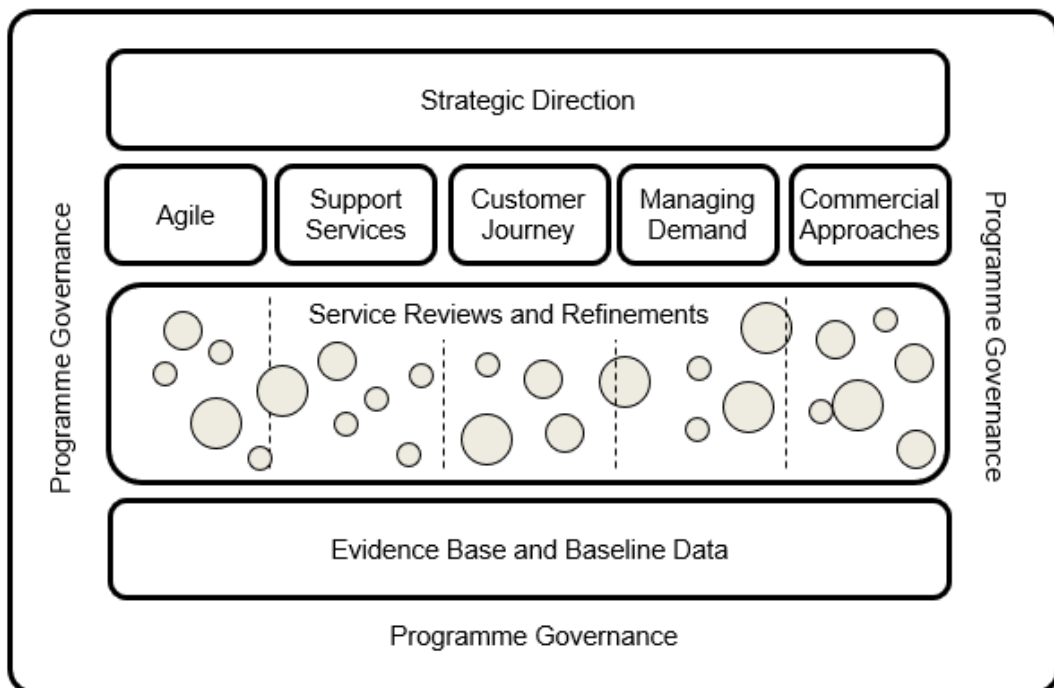 Strategic Direction
Agile
Support
Services
Customer
Journey
Managing
Demand
Commercial
Approaches
Programme Governance
Programme Governance
Service Reviews and Refinements
Evidence Base and Baseline Data
Programme Governance